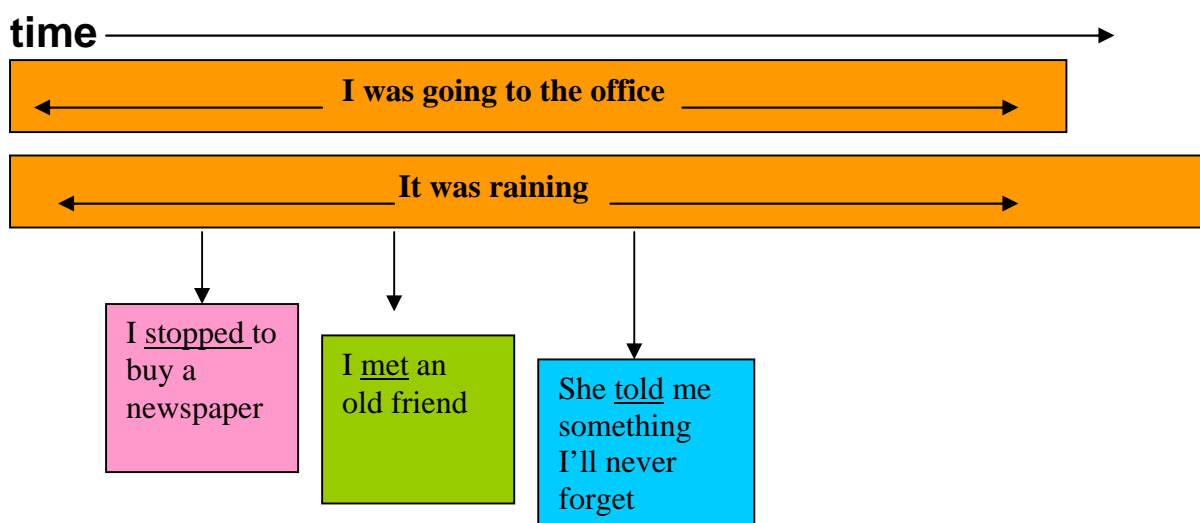 time
I was going to the office
It was raining
I stopped to
buy a
newspaper
I met an
old friend
She told me
something
I’ll never
forget